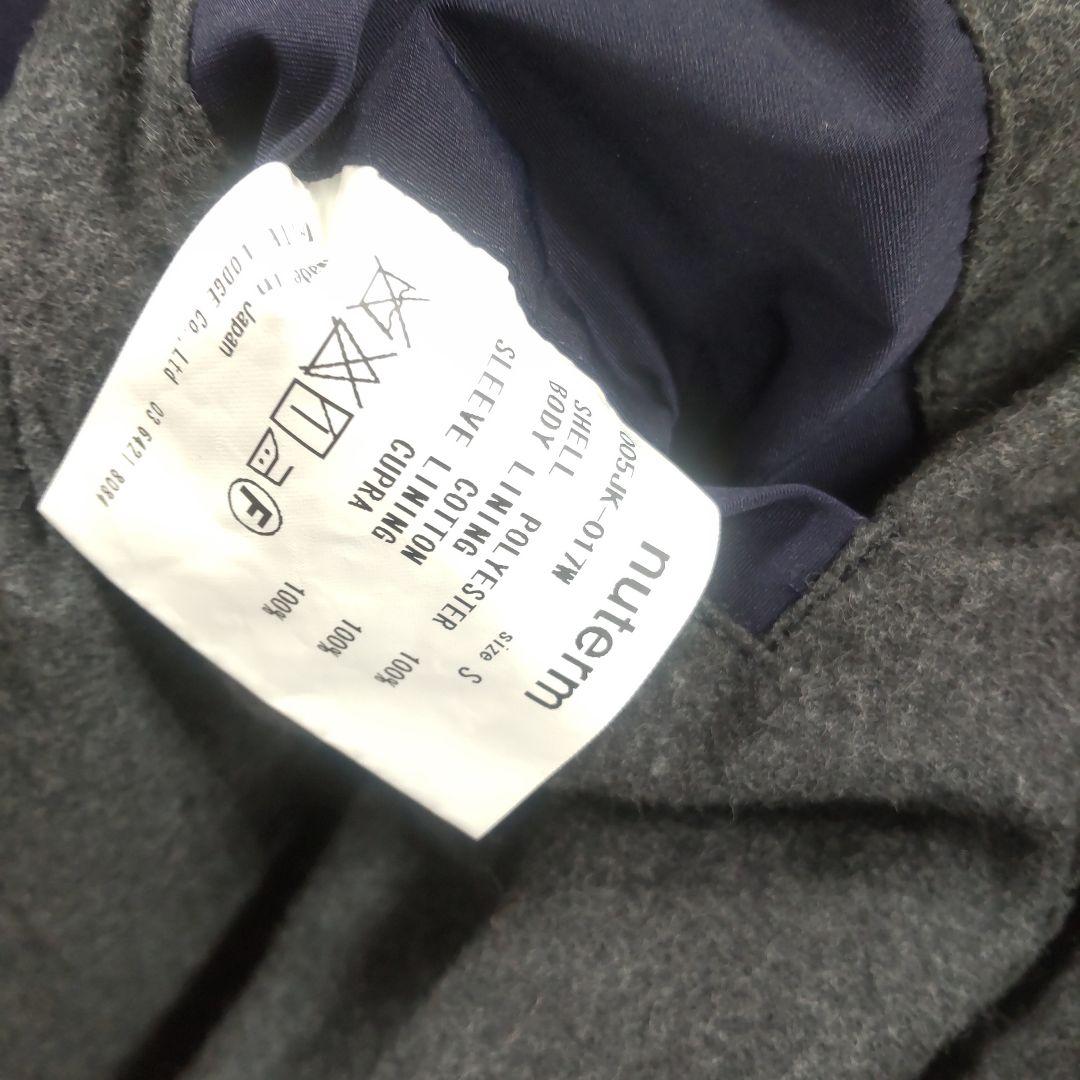 nuterm
size S
005JK-017W
SHELL
POLYESTER 100%
BODY LINING
COTTON 100%
SLEEVE LINING
CUPRA 100%
F
Made in Japan
LODGE Co.,Ltd 03 6421 8084